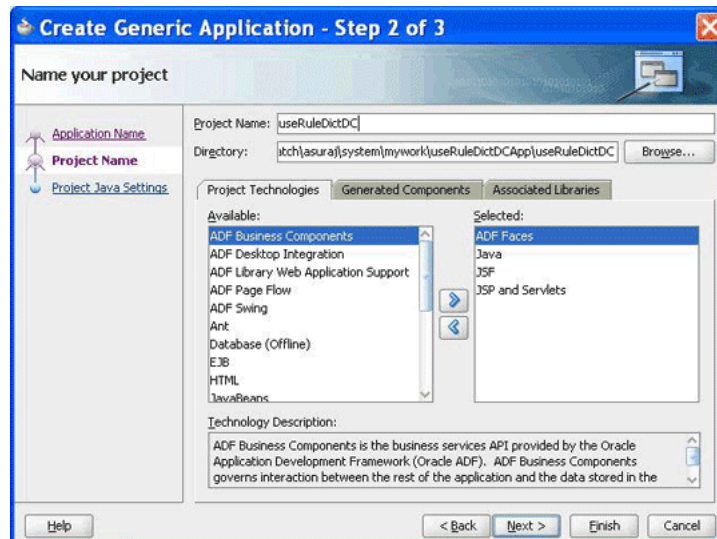 Create Generic Application - Step 2 of 3
Name your project
Application Name
Project Name
Project Java Settings
Project Name: useRuleDictDC
Directory: itch\asuraj\system\mywork\useRuleDictDCApp\useRuleDictDC Browse...
Project Technologies Generated Components Associated Libraries
Available:
ADF Business Components
ADF Desktop Integration
ADF Library Web Application Support
ADF Page Flow
ADF Swing
Ant
Database (Offline)
EJB
HTML
JavaBeans
Selected:
ADF Faces
Java
JSF
JSP and Servlets
Technology Description:
ADF Business Components is the business services API provided by the Oracle
Application Development Framework (Oracle ADF). ADF Business Components
governs interaction between the rest of the application and the data stored in the
Help < Back Next > Finish Cancel